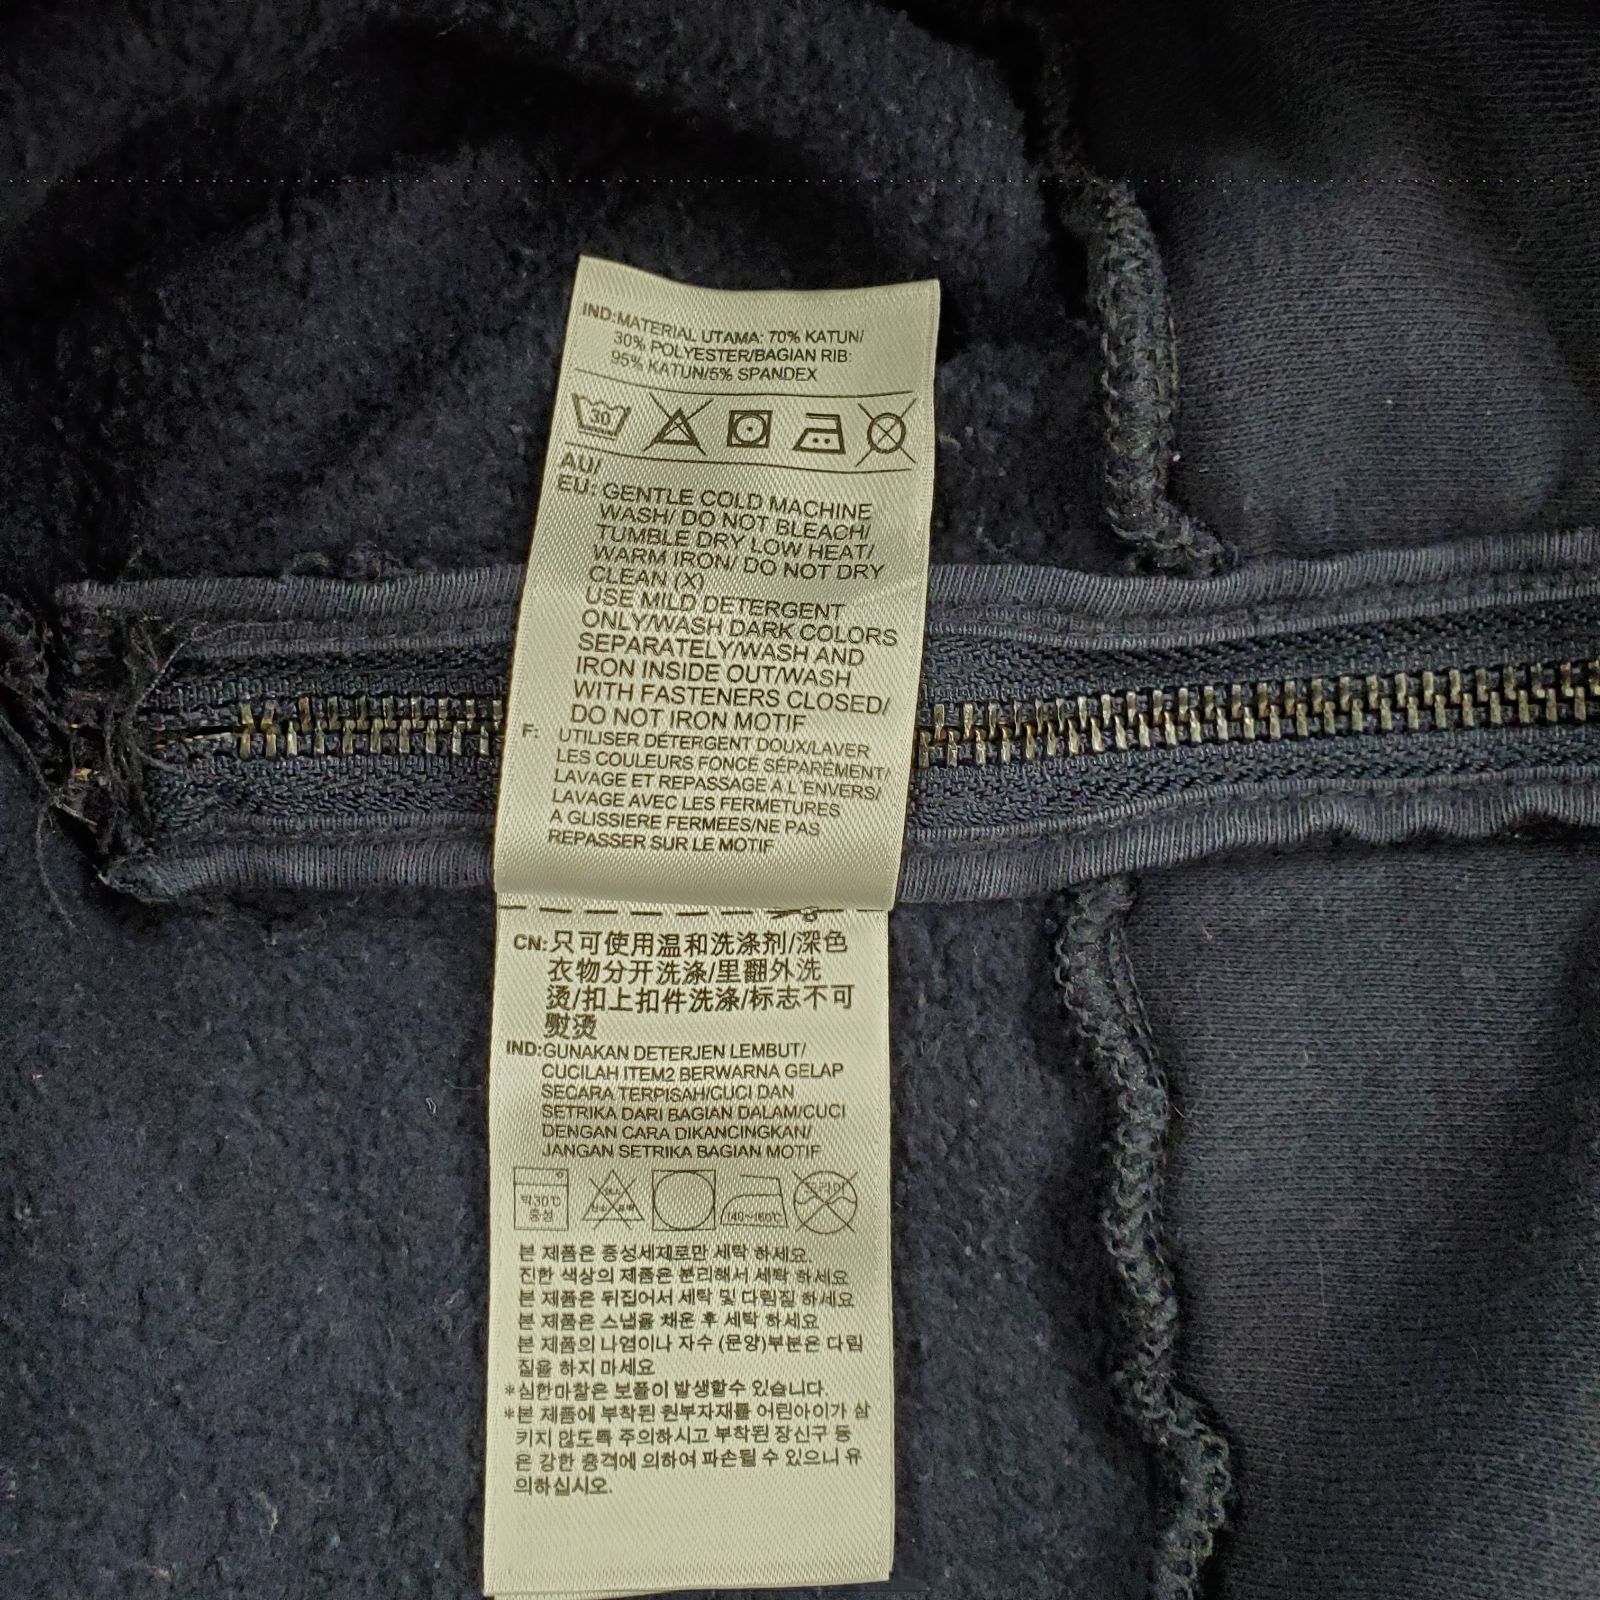 IND:MATERIAL UTAMA: 70% KATUN/
30% POLYESTER/BAGIAN RIB:
95% KATUN/5% SPANDEX
30
AU/
EU: GENTLE COLD MACHINE
WASH/ DO NOT BLEACH/
TUMBLE DRY LOW HEAT/
WARM IRON/ DO NOT DRY
CLEAN (X)
USE MILD DETERGENT
ONLY/WASH DARK COLORS
SEPARATELY/WASH AND
IRON INSIDE OUT/WASH
WITH FASTENERS CLOSED/
DO NOT IRON MOTIF
F: UTILISER DÉTERGENT DOUX/LAVER
LES COULEURS FONCÉ SÉPARÉMENT/
LAVAGE ET REPASSAGE A L'ENVERS/
LAVAGE AVEC LES FERMETURES
A GLISSIERE FERMEES/NE PAS
REPASSER SUR LE MOTIF
CN:只可使用温和洗涤剂/深色
衣物分开洗涤/里翻外洗
烫/扣上扣件洗涤/标志不可
熨烫
IND:GUNAKAN DETERJEN LEMBUT/
CUCILAH ITEM2 BERWARNA GELAP
SECARA TERPISAH/CUCI DAN
SETRIKA DARI BAGIAN DALAM/CUCI
DENGAN CARA DIKANCINGKAN/
JANGAN SETRIKA BAGIAN MOTIF
약30℃
중성
140~160℃
본 제품은 중성세제로만 세탁 하세요.
진한 색상의 제품은 분리해서 세탁 하세요
본 제품은 뒤집어서 세탁 및 다림질 하세요
본 제품은 스냅을 채운 후 세탁 하세요
본 제품의 나염이나 자수 (문양)부분은 다림
질을 하지 마세요
*심한마찰은 보풀이 발생할수 있습니다.
*본 제품에 부착된 원부자재를 어린아이가 삼
키지 않도록 주의하시고 부착된 장신구 등
은 강한 충격에 의하여 파손될 수 있으니 유
의하십시오.